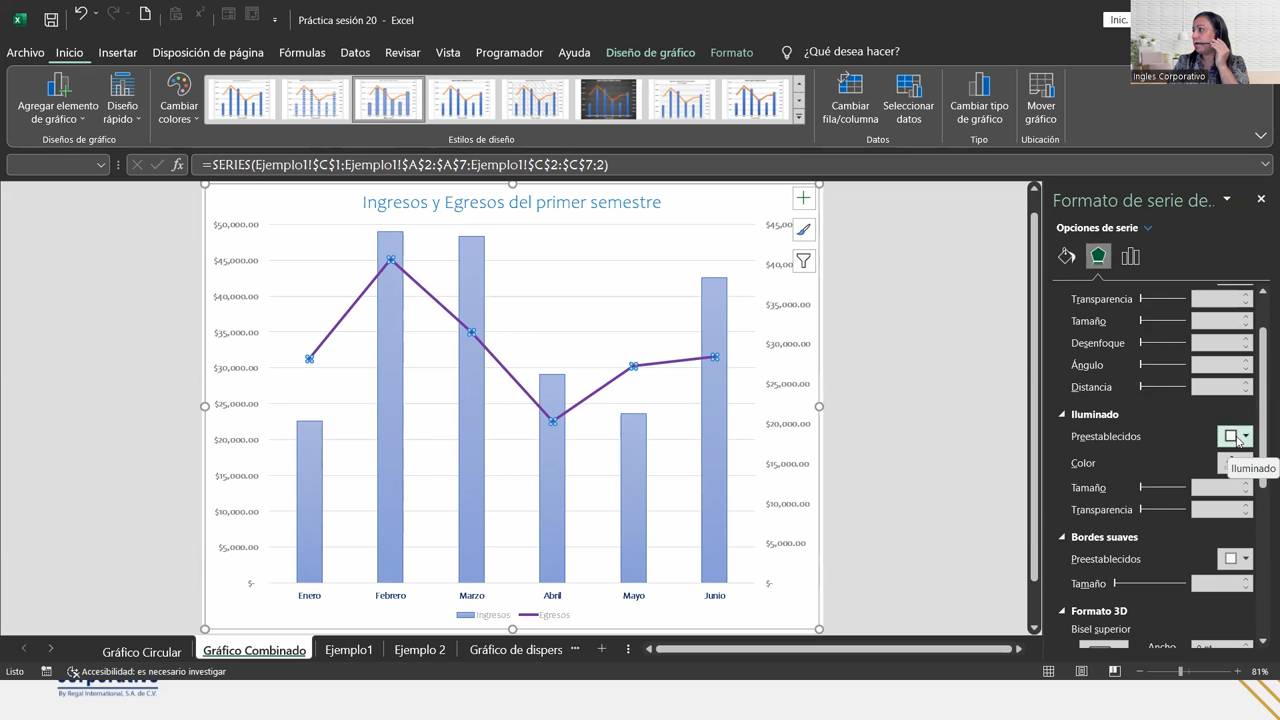 Práctica sesión 20 - Excel
Inic.
Ingles Corporativo
Archivo Inicio Insertar Disposición de página Fórmulas Datos Revisar Vista Programador Ayuda Diseño de gráfico Formato ¿Qué desea hacer?
Agregar elemento de gráfico
Diseño rápido
Cambiar colores
Cambiar fila/columna
Seleccionar datos
Cambiar tipo de gráfico
Mover gráfico
Diseños de gráfico
Estilos de diseño
Datos
Tipo
Ubicación
fx
=SERIES(Ejemplo1!$C$1;Ejemplo1!$A$2:$A$7;Ejemplo1!$C$2:$C$7;2)
Ingresos y Egresos del primer semestre
$50,000.00
$45,000.00
$40,000.00
$35,000.00
$30,000.00
$25,000.00
$20,000.00
$15,000.00
$10,000.00
$5,000.00
$-
$45,00
$40,00
$35,000.00
$30,000.00
$25,000.00
$20,000.00
$15,000.00
$10,000.00
$5,000.00
$-
Enero Febrero Marzo Abril Mayo Junio
Ingresos Egresos
Formato de serie de..
Opciones de serie
Transparencia
Tamaño
Desenfoque
Ángulo
Distancia
Iluminado
Preestablecidos
Iluminado
Color
Tamaño
Transparencia
Bordes suaves
Preestablecidos
Tamaño
Formato 3D
Bisel superior
Ancho
Gráfico Circular Gráfico Combinado Ejemplo1 Ejemplo 2 Gráfico de dispers ...
Listo
Accesibilidad: es necesario investigar
81%
By Regal International, S.A. de C.V.